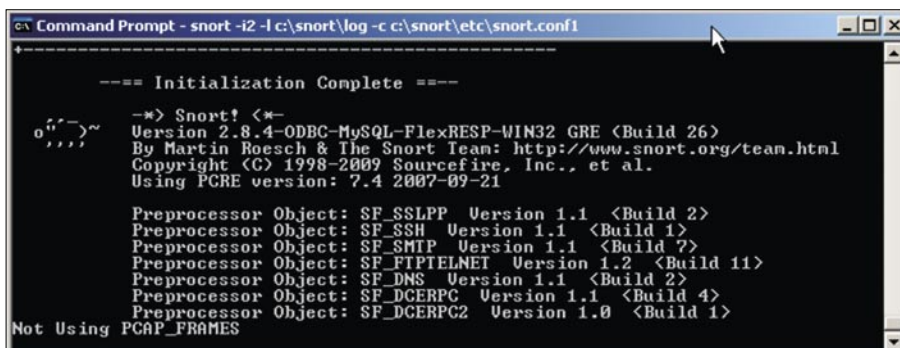 Command Prompt - snort -i2 -l c:\snort\log -c c:\snort\etc\snort.conf1
+-----------------------------------------------------
--== Initialization Complete ==--
-*> Snort! <*-
o"  )~ Version 2.8.4-ODBC-MySQL-FlexRESP-WIN32 GRE (Build 26)
'''' By Martin Roesch & The Snort Team: http://www.snort.org/team.html
Copyright (C) 1998-2009 Sourcefire, Inc., et al.
Using PCRE version: 7.4 2007-09-21
Preprocessor Object: SF_SSLPP Version 1.1 <Build 2>
Preprocessor Object: SF_SSH Version 1.1 <Build 1>
Preprocessor Object: SF_SMTP Version 1.1 <Build 7>
Preprocessor Object: SF_FTPTELNET Version 1.2 <Build 11>
Preprocessor Object: SF_DNS Version 1.1 <Build 2>
Preprocessor Object: SF_DCERPC Version 1.1 <Build 4>
Preprocessor Object: SF_DCERPC2 Version 1.0 <Build 1>
Not Using PCAP_FRAMES